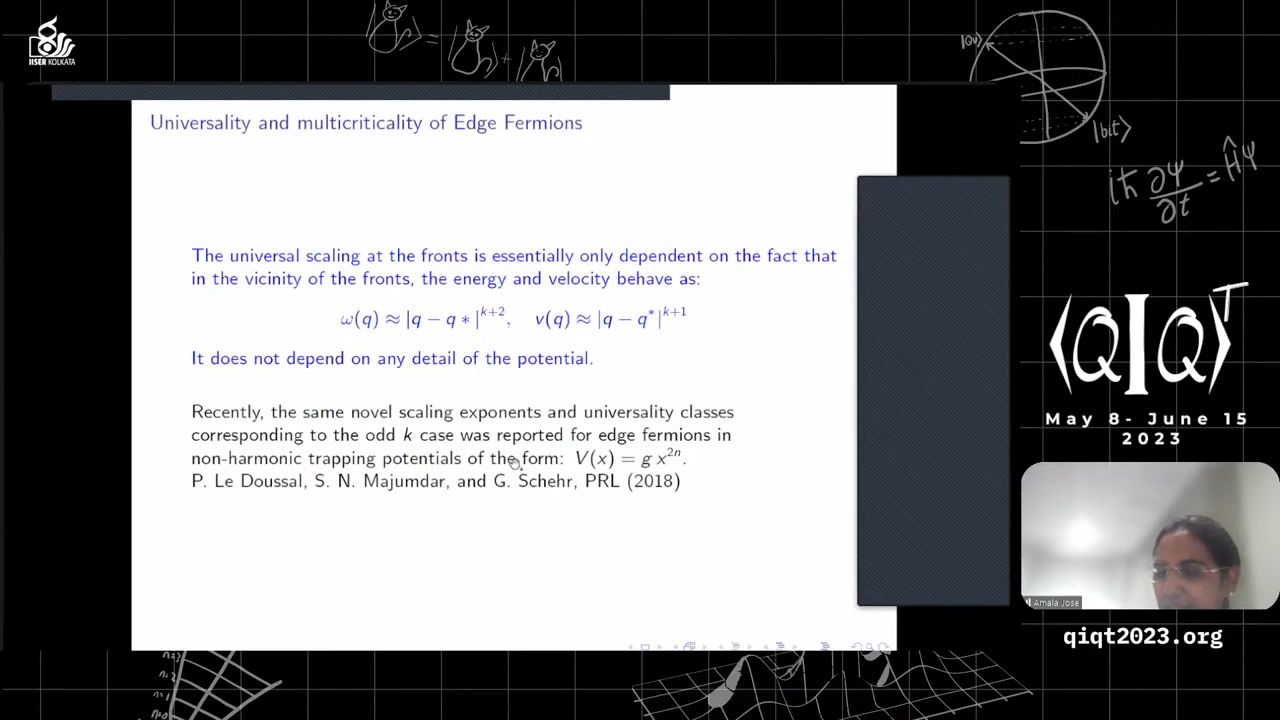 IISER KOLKATA
=
+
|0u⟩
|bit⟩
iħ ∂ψ/∂t = Ĥψ
Universality and multicriticality of Edge Fermions
The universal scaling at the fronts is essentially only dependent on the fact that
in the vicinity of the fronts, the energy and velocity behave as:
ω(q) ≈ |q − q∗|^{k+2},   v(q) ≈ |q − q^*|^{k+1}
It does not depend on any detail of the potential.
Recently, the same novel scaling exponents and universality classes
corresponding to the odd k case was reported for edge fermions in
non-harmonic trapping potentials of the form: V(x) = g x^{2n}.
P. Le Doussal, S. N. Majumdar, and G. Schehr, PRL (2018)
⟨QIQ⟩T
May 8- June 15
2023
Amala Jose
qiqt2023.org
n=3
n=2
n=1
n=0